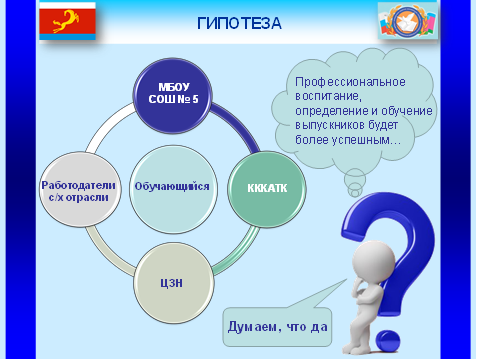 ГИПОТЕЗА
МБОУ
СОШ № 5
Профессиональное
воспитание,
определение и обучение
выпускников будет
более успешным...
Работодатели
с/х отрасли
Обучающийся
КККАТК
ЦЗН
Думаем, что да